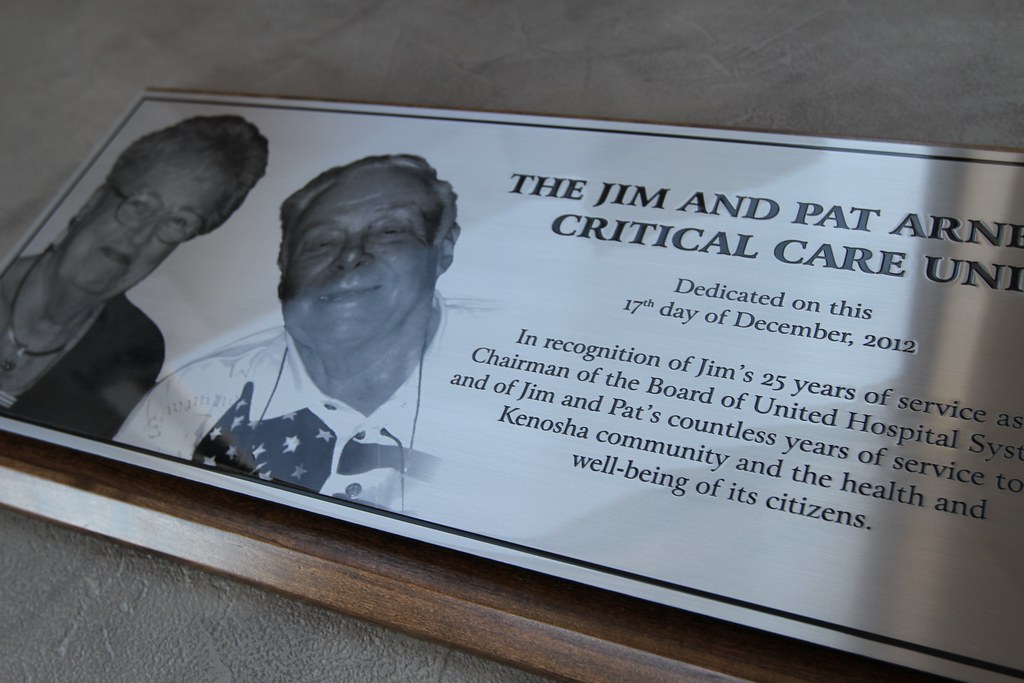 THE JIM AND PAT ARNE
CRITICAL CARE UNI
Dedicated on this
17th day of December, 2012
In recognition of Jim's 25 years of service as
Chairman of the Board of United Hospital Syst
and of Jim and Pat's countless years of service to
Kenosha community and the health and
well-being of its citizens.